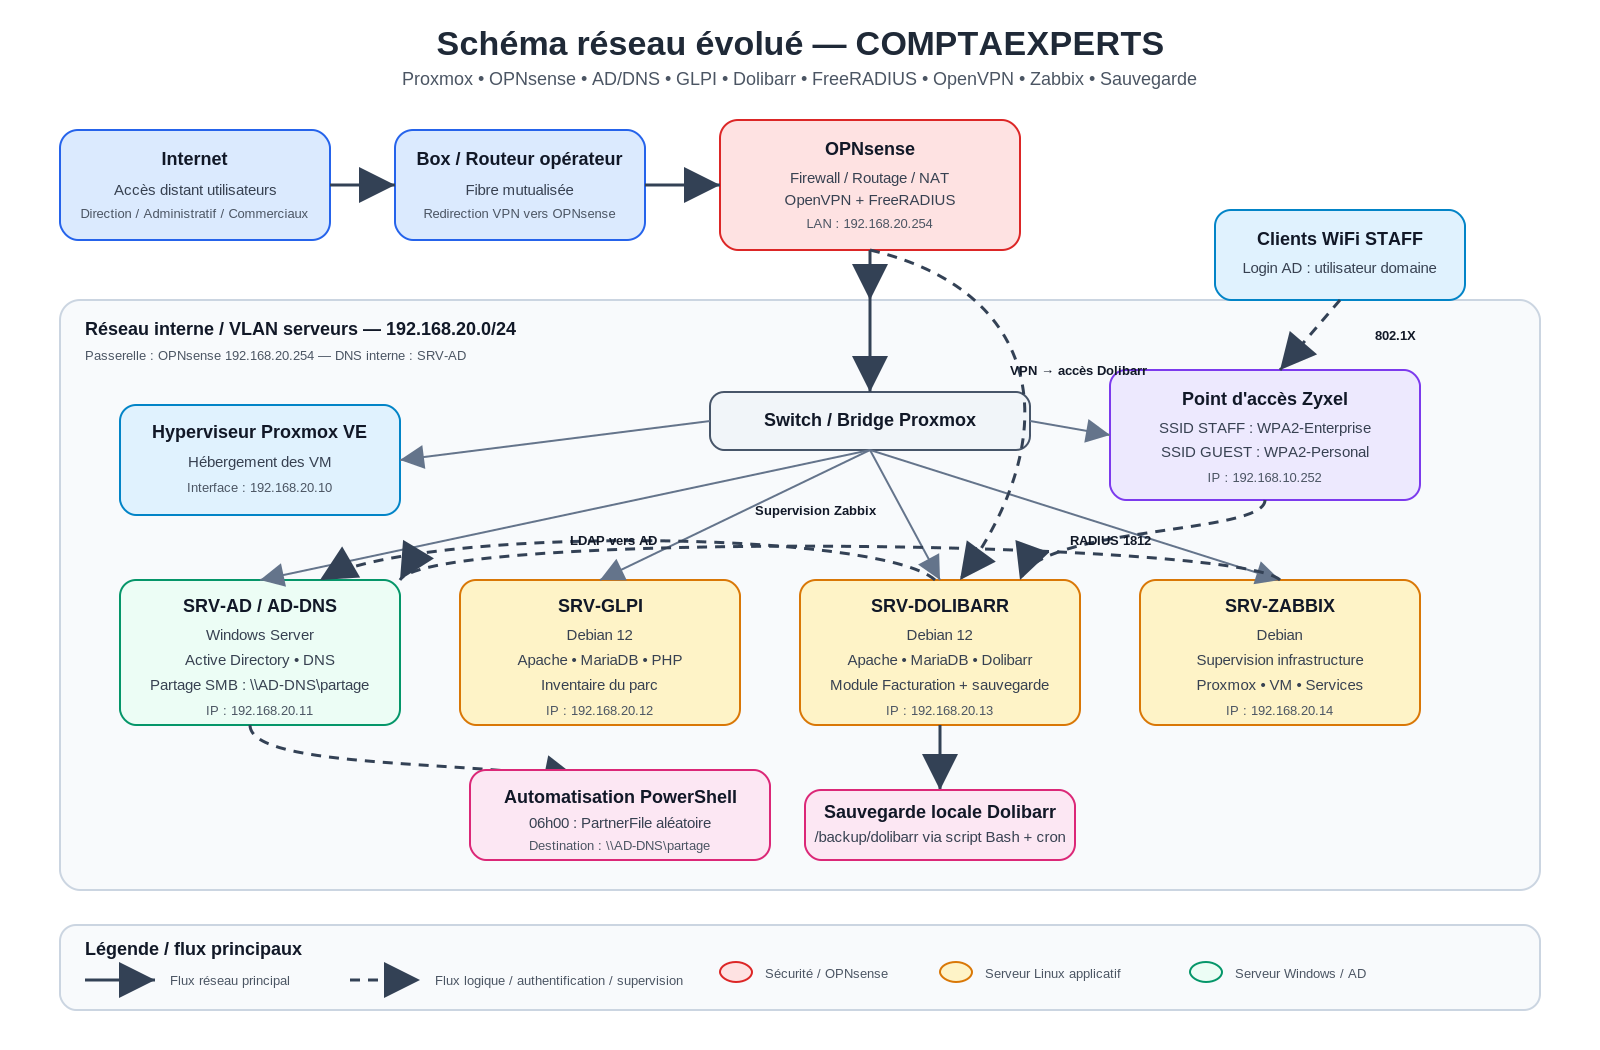 Schéma réseau évolué — COMPTAEXPERTS
Proxmox • OPNsense • AD/DNS • GLPI • Dolibarr • FreeRADIUS • OpenVPN • Zabbix • Sauvegarde
Internet
Accès distant utilisateurs
Direction / Administratif / Commerciaux
Box / Routeur opérateur
Fibre mutualisée
Redirection VPN vers OPNsense
OPNsense
Firewall / Routage / NAT
OpenVPN + FreeRADIUS
LAN : 192.168.20.254
Clients WiFi STAFF
Login AD : utilisateur domaine
Réseau interne / VLAN serveurs — 192.168.20.0/24
Passerelle : OPNsense 192.168.20.254 — DNS interne : SRV-AD
802.1X
VPN → accès Dolibarr
Hyperviseur Proxmox VE
Hébergement des VM
Interface : 192.168.20.10
Switch / Bridge Proxmox
Point d'accès Zyxel
SSID STAFF : WPA2-Enterprise
SSID GUEST : WPA2-Personal
IP : 192.168.10.252
Supervision Zabbix
LDAP vers AD
RADIUS 1812
SRV-AD / AD-DNS
Windows Server
Active Directory • DNS
Partage SMB : \\AD-DNS\partage
IP : 192.168.20.11
SRV-GLPI
Debian 12
Apache • MariaDB • PHP
Inventaire du parc
IP : 192.168.20.12
SRV-DOLIBARR
Debian 12
Apache • MariaDB • Dolibarr
Module Facturation + sauvegarde
IP : 192.168.20.13
SRV-ZABBIX
Debian
Supervision infrastructure
Proxmox • VM • Services
IP : 192.168.20.14
Automatisation PowerShell
06h00 : PartnerFile aléatoire
Destination : \\AD-DNS\partage
Sauvegarde locale Dolibarr
/backup/dolibarr via script Bash + cron
Légende / flux principaux
Flux réseau principal
Flux logique / authentification / supervision
Sécurité / OPNsense
Serveur Linux applicatif
Serveur Windows / AD